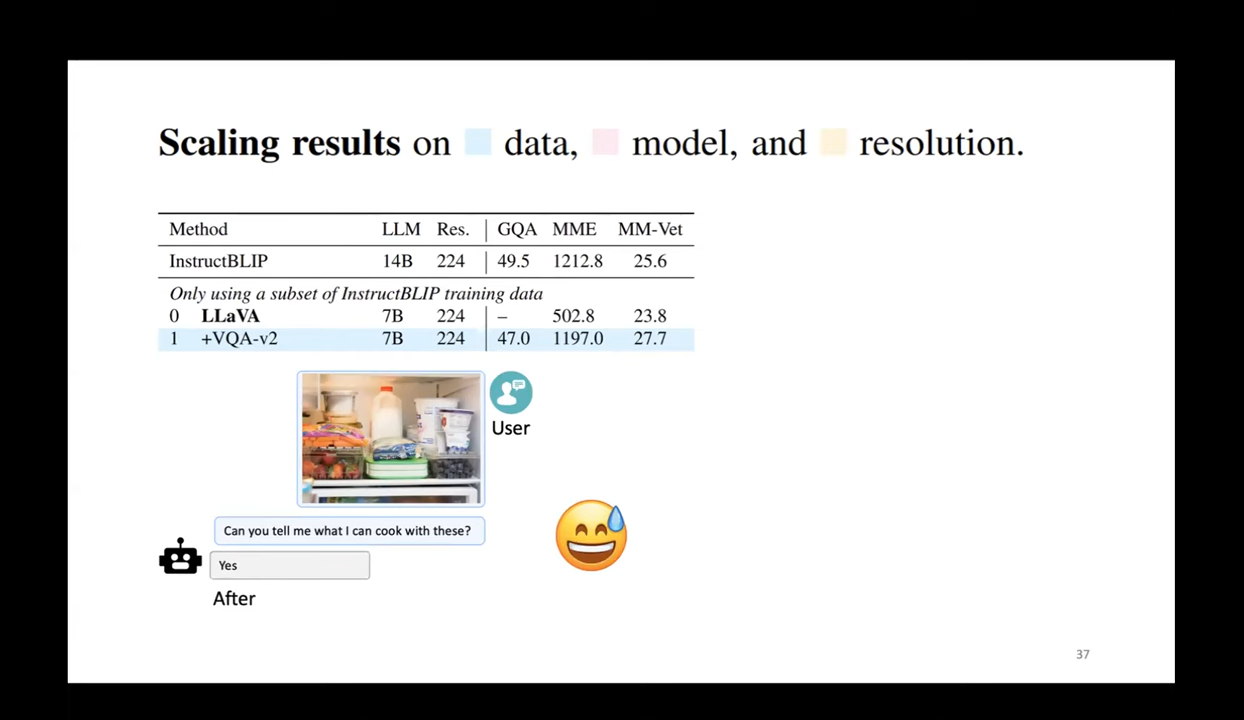 Scaling results on data, model, and resolution.
Method LLM Res. GQA MME MM-Vet
InstructBLIP 14B 224 49.5 1212.8 25.6
Only using a subset of InstructBLIP training data
0 LLaVA 7B 224 – 502.8 23.8
1 +VQA-v2 7B 224 47.0 1197.0 27.7
User
Can you tell me what I can cook with these?
Yes
After
37